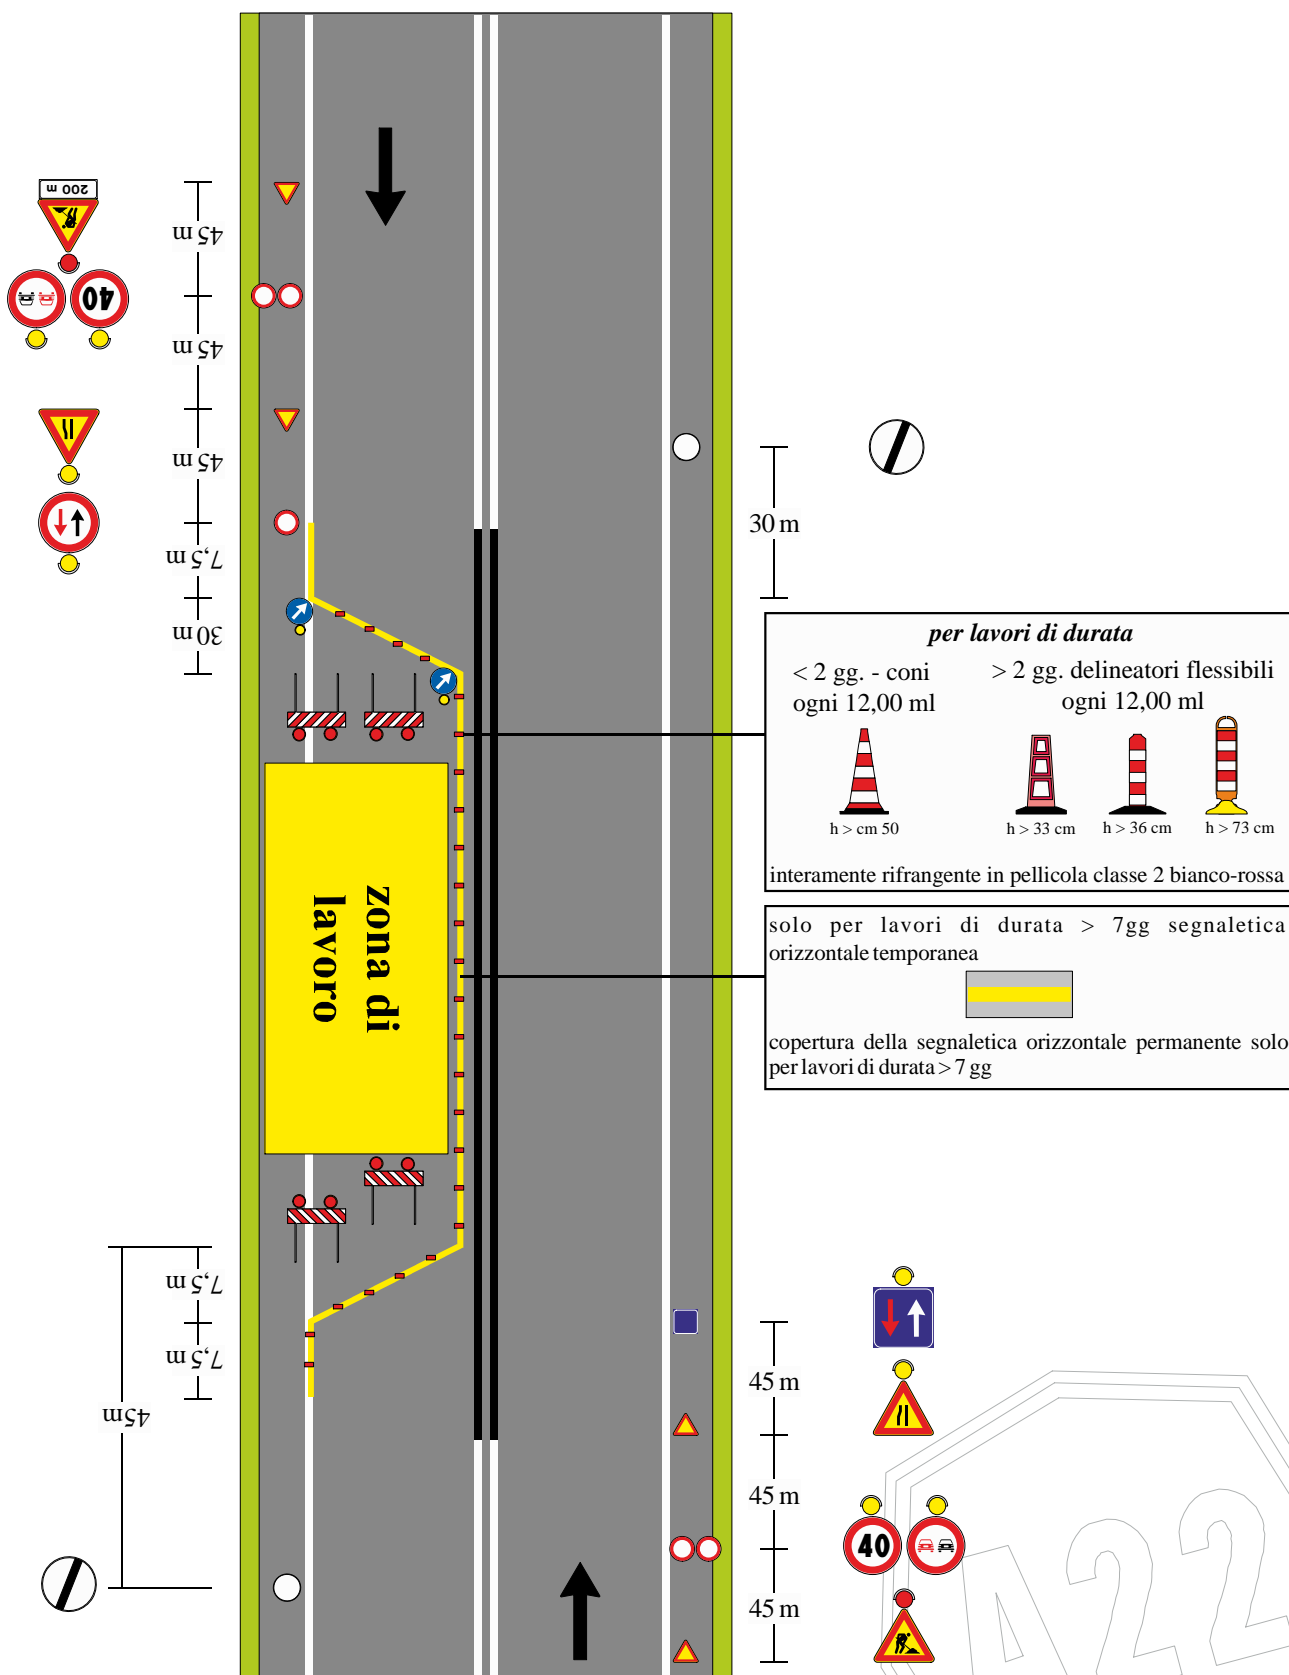 200 m
40
45 m
45 m
45 m
7,5 m
30 m
30 m
per lavori di durata
< 2 gg. - coni
ogni 12,00 ml
> 2 gg. delineatori flessibili
ogni 12,00 ml
h > cm 50
h > 33 cm
h > 36 cm
h > 73 cm
interamente rifrangente in pellicola classe 2 bianco-rossa
solo per lavori di durata > 7gg segnaletica
orizzontale temporanea
copertura della segnaletica orizzontale permanente solo
per lavori di durata > 7 gg
zona di
lavoro
7,5 m
7,5 m
45m
45 m
45 m
45 m
40
A22